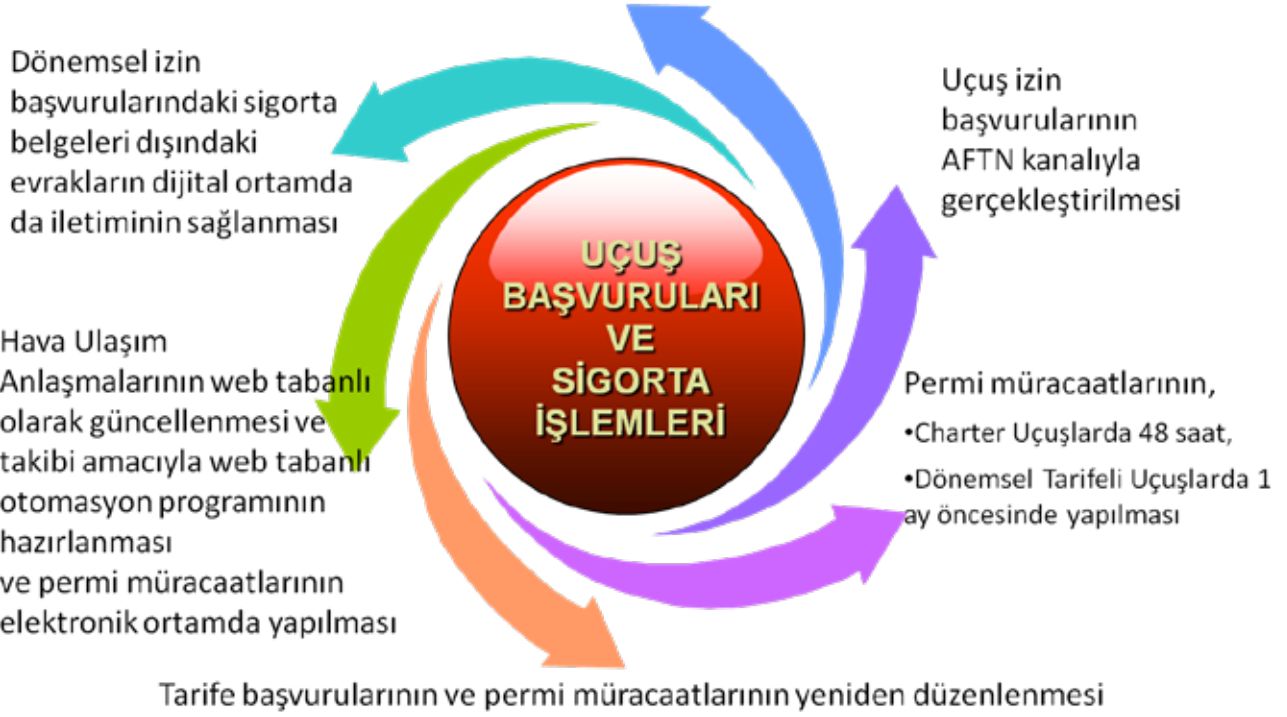 Dönemsel izin
başvurularındaki sigorta
belgeleri dışındaki
evrakların dijital ortamda
da iletiminin sağlanması
Uçuş izin
başvurularının
AFTN kanalıyla
gerçekleştirilmesi
UÇUŞ
BAŞVURULARI
VE
SİGORTA
İŞLEMLERİ
Hava Ulaşım
Anlaşmalarının web tabanlı
olarak güncellenmesi ve
takibi amacıyla web tabanlı
otomasyon programının
hazırlanması
ve permi müracaatlarının
elektronik ortamda yapılması
Permi müracaatlarının,
•Charter Uçuşlarda 48 saat,
•Dönemsel Tarifeli Uçuşlarda 1
ay öncesinde yapılması
Tarife başvurularının ve permi müracaatlarının yeniden düzenlenmesi